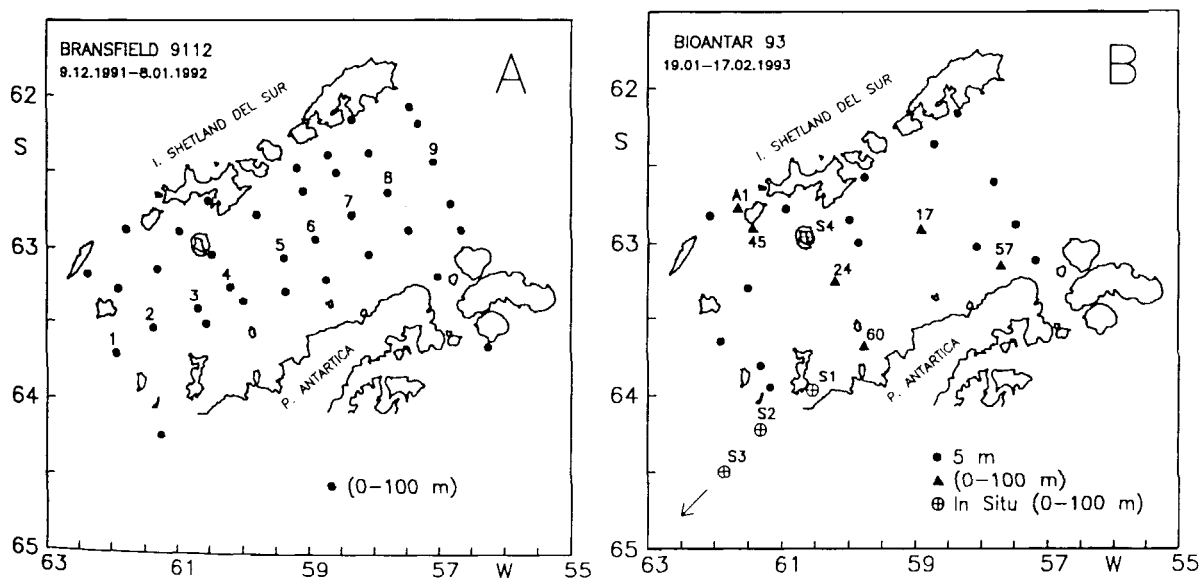 BRANSFIELD 9112
9.12.1991–8.01.1992
A
I. SHETLAND DEL SUR
P. ANTARTICA
1
2
3
4
5
6
7
8
9
● (0–100 m)
62
S
63
64
65
63
61
59
57
W
55
BIOANTAR 93
19.01–17.02.1993
B
I. SHETLAND DEL SUR
P. ANTARTICA
A1
45
S4
17
57
24
60
S1
S2
S3
● 5 m
▲ (0–100 m)
⊕ In Situ (0–100 m)
62
S
63
64
65
63
61
59
57
W
55